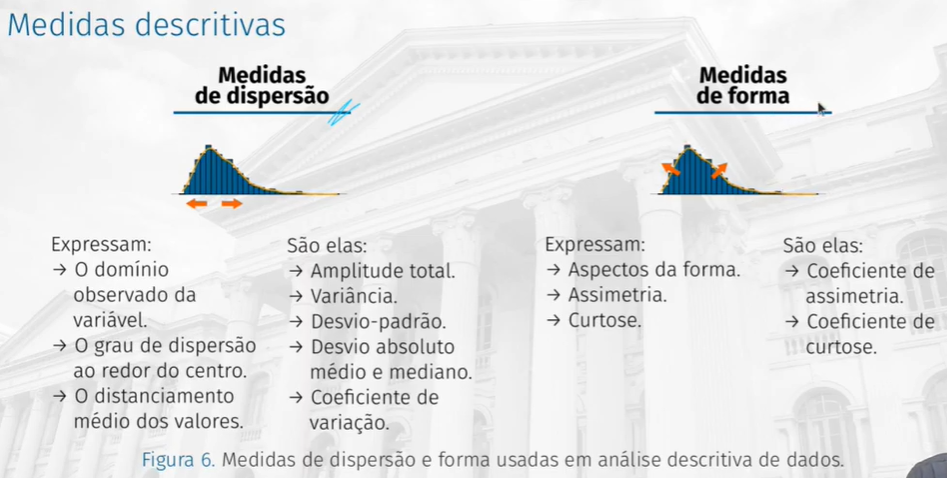 Medidas descritivas
Medidas
de dispersão
Expressam:
→ O domínio
observado da
variável.
→ O grau de dispersão
ao redor do centro.
→ O distanciamento
médio dos valores.
São elas:
→ Amplitude total.
→ Variância.
→ Desvio-padrão.
→ Desvio absoluto
médio e mediano.
→ Coeficiente de
variação.
Medidas
de forma
Expressam:
→ Aspectos da forma.
→ Assimetria.
→ Curtose.
São elas:
→ Coeficiente de
assimetria.
→ Coeficiente de
curtose.
Figura 6. Medidas de dispersão e forma usadas em análise descritiva de dados.